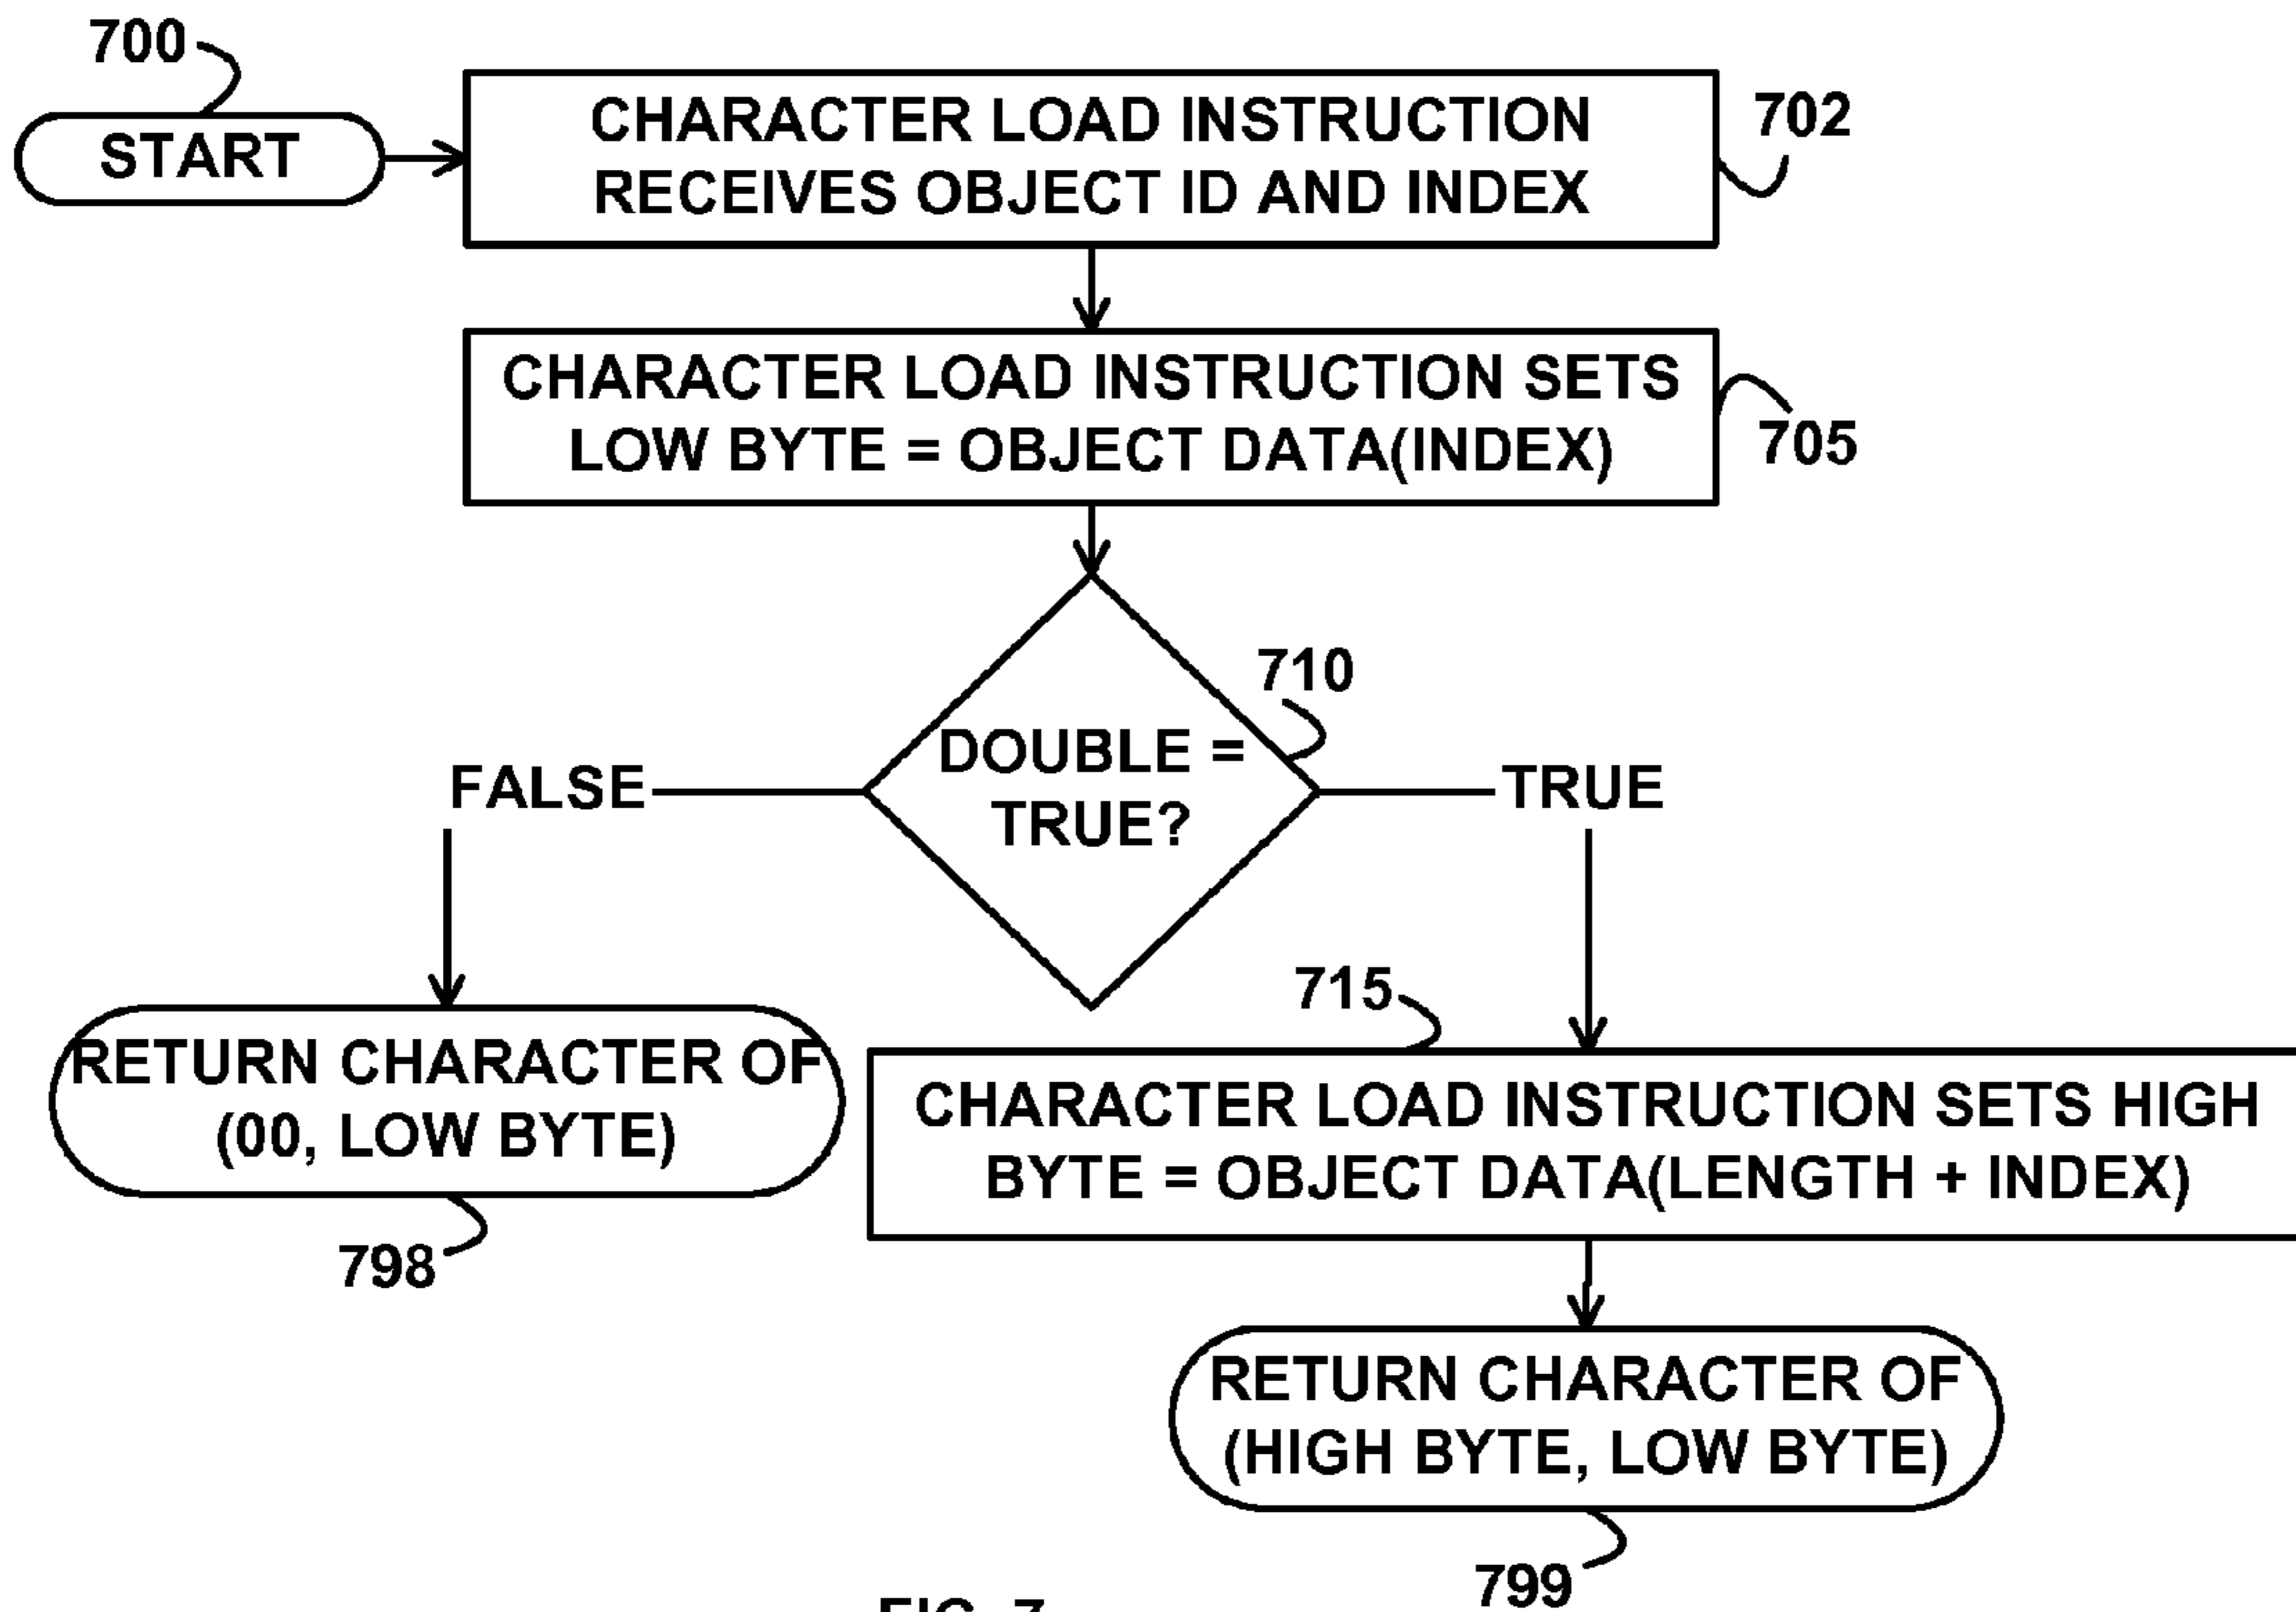 700
START
CHARACTER LOAD INSTRUCTION
RECEIVES OBJECT ID AND INDEX
702
CHARACTER LOAD INSTRUCTION SETS
LOW BYTE = OBJECT DATA(INDEX)
705
710
DOUBLE =
TRUE?
FALSE
TRUE
RETURN CHARACTER OF
(00, LOW BYTE)
798
715
CHARACTER LOAD INSTRUCTION SETS HIGH
BYTE = OBJECT DATA(LENGTH + INDEX)
RETURN CHARACTER OF
(HIGH BYTE, LOW BYTE)
799
FIG. 7